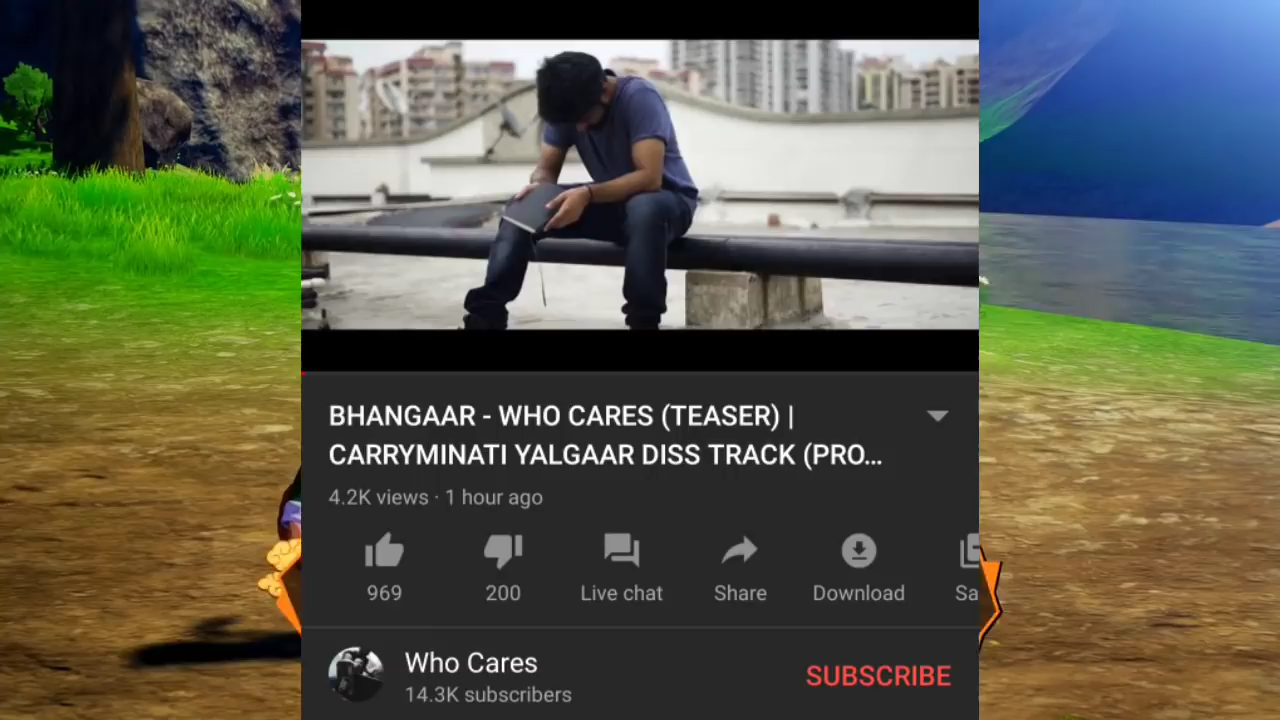 BHANGAAR - WHO CARES (TEASER) |
CARRYMINATI YALGAAR DISS TRACK (PRO...
4.2K views · 1 hour ago
969
200
Live chat
Share
Download
Sa
Who Cares
14.3K subscribers
SUBSCRIBE